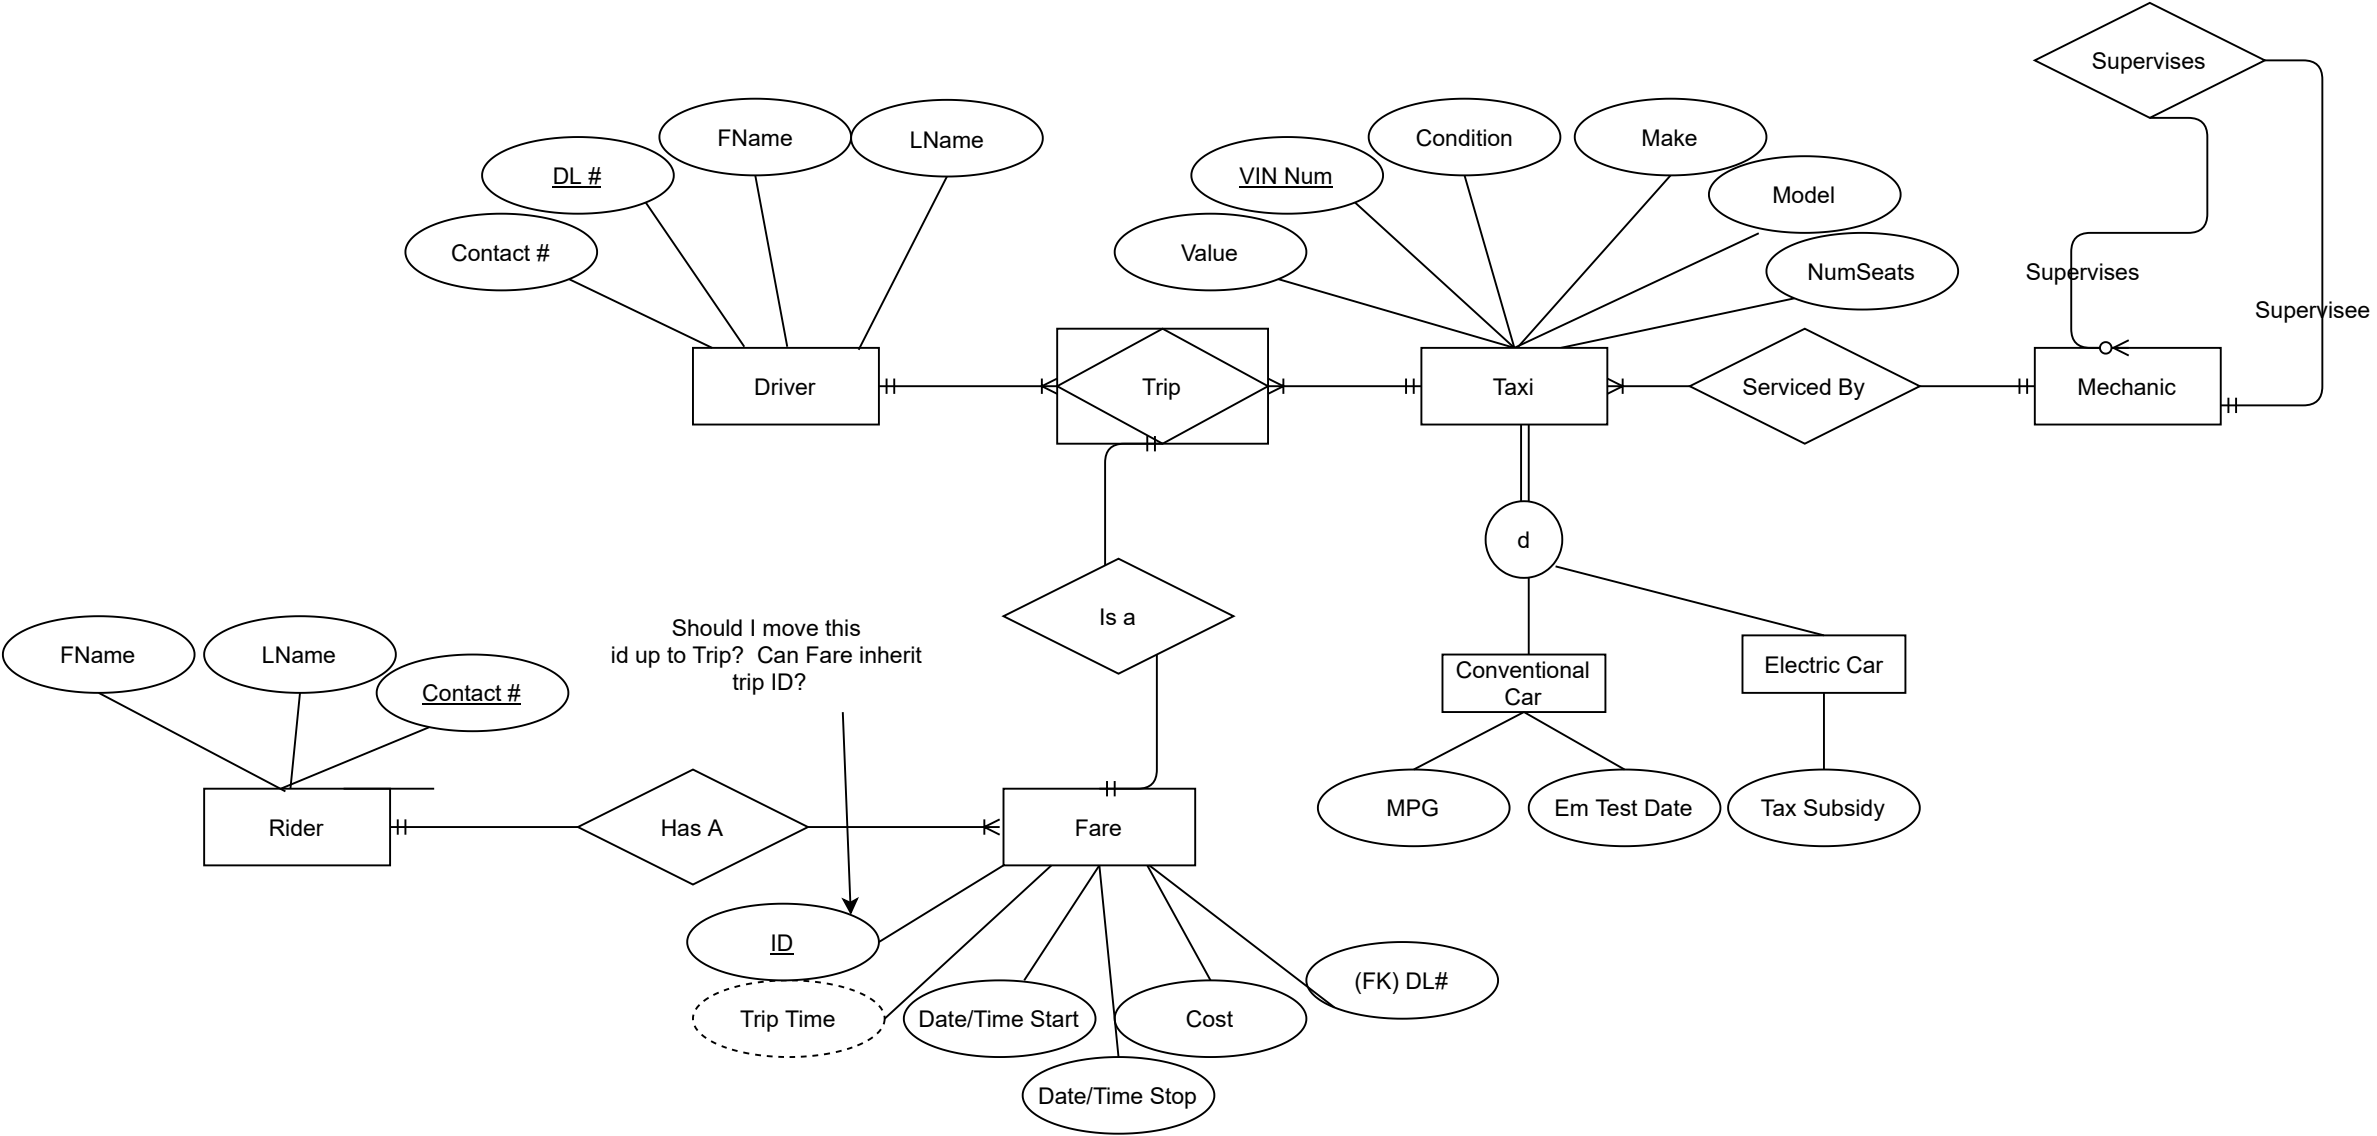 Supervises
FName
LName
Condition
Make
DL #
VIN Num
Model
Contact #
Value
NumSeats
Supervises
Supervisee
Driver
Trip
Taxi
Serviced By
Mechanic
d
Is a
Should I move this
id up to Trip?  Can Fare inherit
trip ID?
FName
LName
Contact #
Conventional
Car
Electric Car
MPG
Em Test Date
Tax Subsidy
Rider
Has A
Fare
ID
(FK) DL#
Trip Time
Date/Time Start
Cost
Date/Time Stop